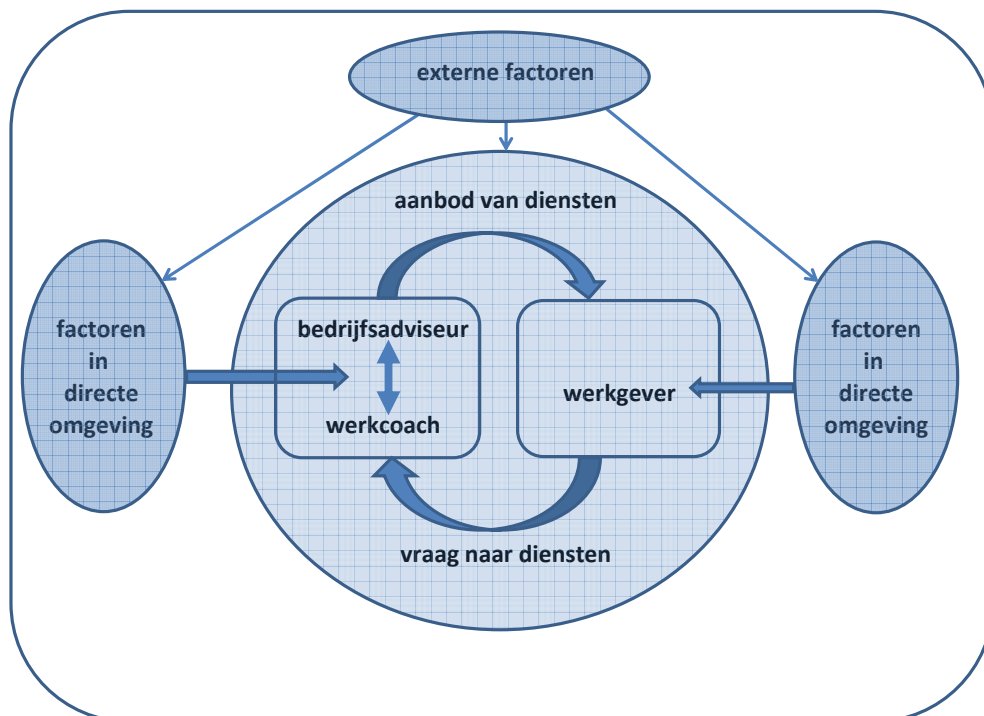 externe factoren
aanbod van diensten
factoren
in
directe
omgeving
bedrijfsadviseur
werkcoach
werkgever
factoren
in
directe
omgeving
vraag naar diensten